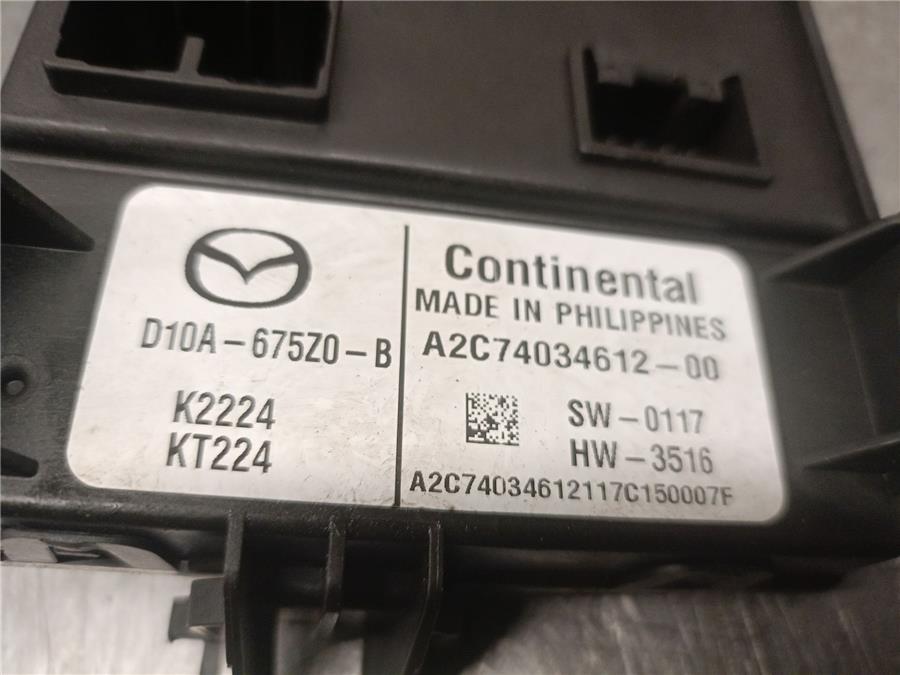 D10A-675Z0-B
K2224
KT224
Continental
MADE IN PHILIPPINES
A2C74034612-00
SW-0117
HW-3516
A2C74034612117C150007F